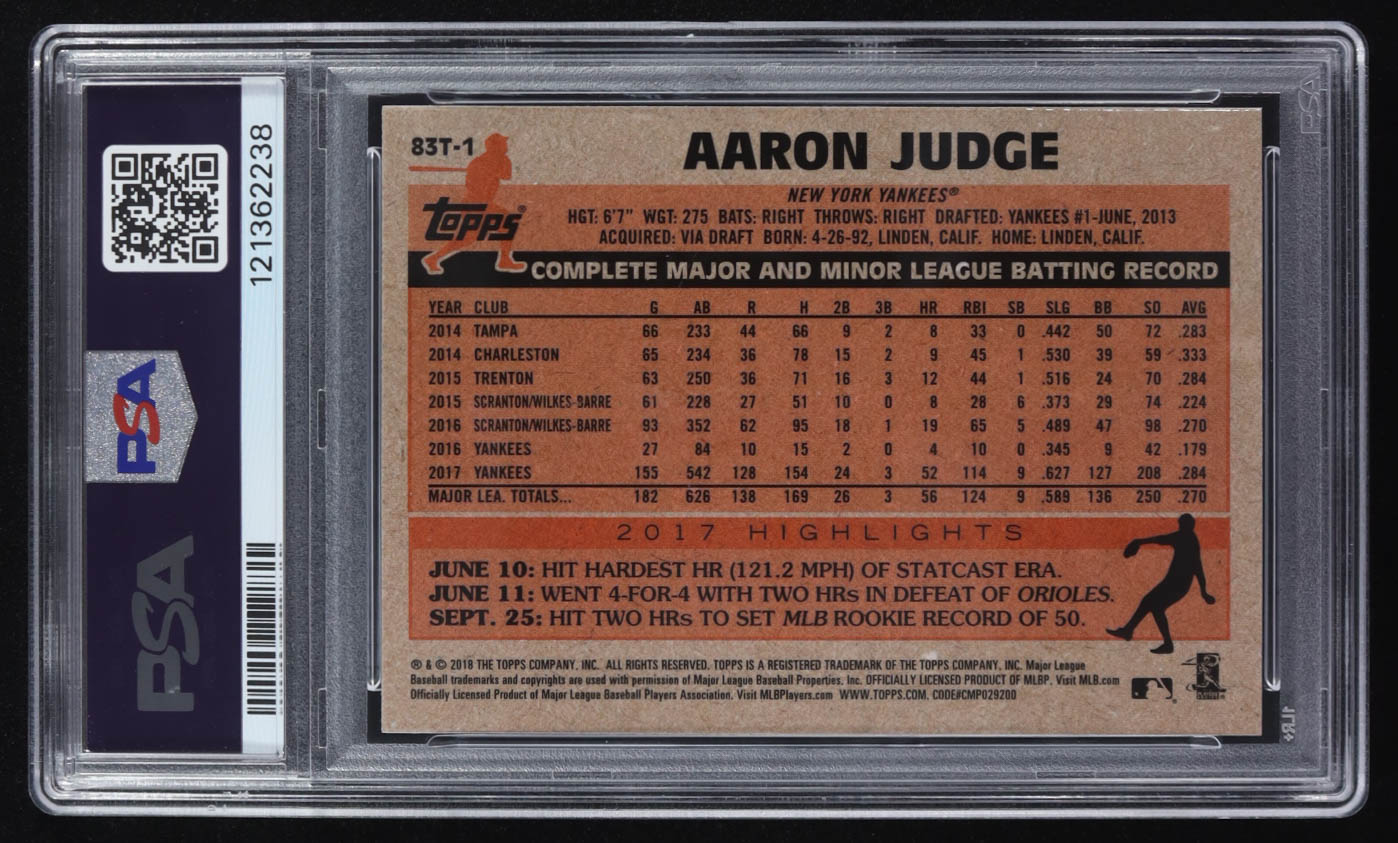 121362238
PSA
PSA
PSA
83T-1
AARON JUDGE
NEW YORK YANKEES®
Topps®
HGT: 6'7" WGT: 275 BATS: RIGHT THROWS: RIGHT DRAFTED: YANKEES #1-JUNE, 2013
ACQUIRED: VIA DRAFT BORN: 4-26-92, LINDEN, CALIF. HOME: LINDEN, CALIF.
COMPLETE MAJOR AND MINOR LEAGUE BATTING RECORD
YEAR CLUB G AB R H 2B 3B HR RBI SB SLG BB SO AVG
2014 TAMPA 66 233 44 66 9 2 8 33 0 .442 50 72 .283
2014 CHARLESTON 65 234 36 78 15 2 9 45 1 .530 39 59 .333
2015 TRENTON 63 250 36 71 16 3 12 44 1 .516 24 70 .284
2015 SCRANTON/WILKES-BARRE 61 228 27 51 10 0 8 28 6 .373 29 74 .224
2016 SCRANTON/WILKES-BARRE 93 352 62 95 18 1 19 65 5 .489 47 98 .270
2016 YANKEES 27 84 10 15 2 0 4 10 0 .345 9 42 .179
2017 YANKEES 155 542 128 154 24 3 52 114 9 .627 127 208 .284
MAJOR LEA. TOTALS... 182 626 138 169 26 3 56 124 9 .589 136 250 .270
2017 HIGHLIGHTS
JUNE 10: HIT HARDEST HR (121.2 MPH) OF STATCAST ERA.
JUNE 11: WENT 4-FOR-4 WITH TWO HRs IN DEFEAT OF ORIOLES.
SEPT. 25: HIT TWO HRs TO SET MLB ROOKIE RECORD OF 50.
® & © 2018 THE TOPPS COMPANY, INC. ALL RIGHTS RESERVED. TOPPS IS A REGISTERED TRADEMARK OF THE TOPPS COMPANY, INC. Major League
Baseball trademarks and copyrights are used with permission of Major League Baseball Properties, Inc. OFFICIALLY LICENSED PRODUCT OF MLBP. Visit MLB.com
Officially Licensed Product of Major League Baseball Players Association. Visit MLBPlayers.com WWW.TOPPS.COM. CODE#CMP029200
1LR+